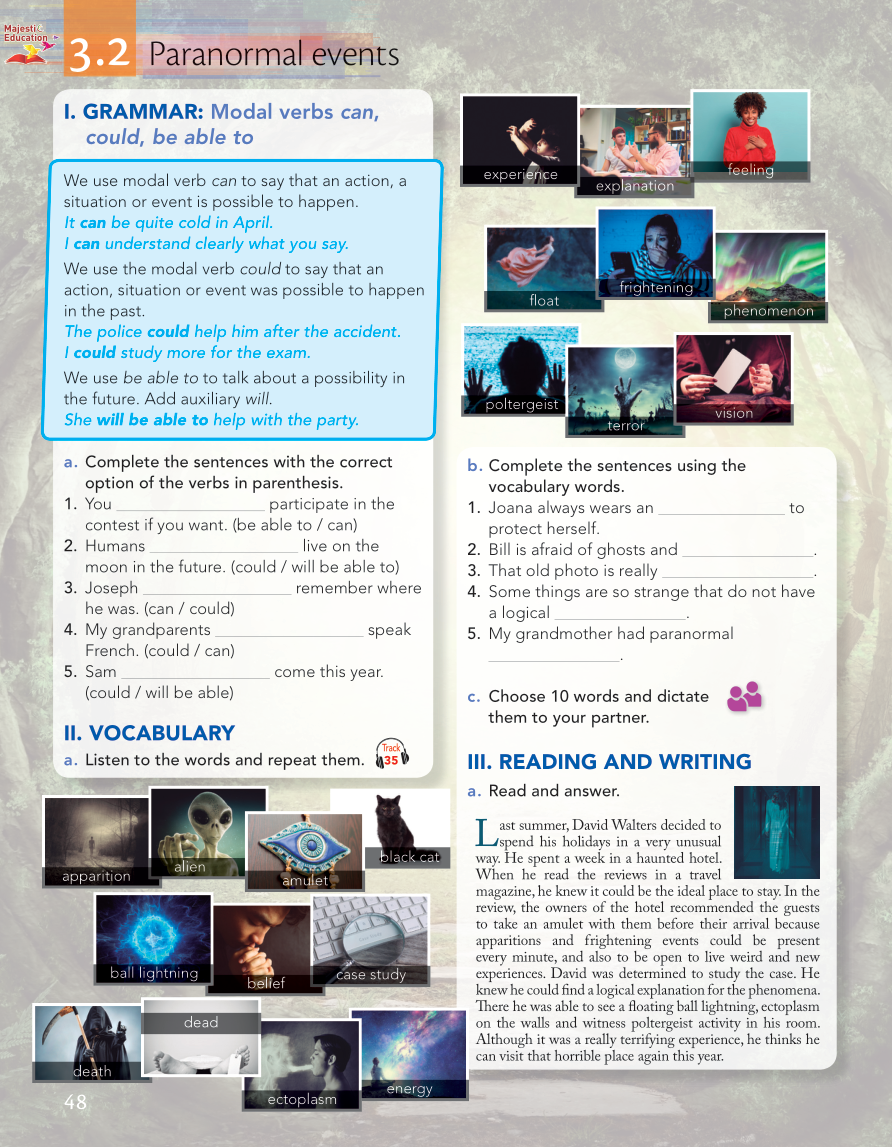 Majestic Education
3.2 Paranormal events
I. GRAMMAR: Modal verbs can,
could, be able to
We use modal verb can to say that an action, a
situation or event is possible to happen.
It can be quite cold in April.
I can understand clearly what you say.
We use the modal verb could to say that an
action, situation or event was possible to happen
in the past.
The police could help him after the accident.
I could study more for the exam.
We use be able to to talk about a possibility in
the future. Add auxiliary will.
She will be able to help with the party.
a. Complete the sentences with the correct
option of the verbs in parenthesis.
1. You ________________ participate in the
contest if you want. (be able to / can)
2. Humans ________________ live on the
moon in the future. (could / will be able to)
3. Joseph ________________ remember where
he was. (can / could)
4. My grandparents ________________ speak
French. (could / can)
5. Sam ________________ come this year.
(could / will be able)
II. VOCABULARY
a. Listen to the words and repeat them.
Track
35
apparition
alien
amulet
black cat
ball lightning
belief
case study
death
dead
ectoplasm
energy
experience
explanation
feeling
float
frightening
phenomenon
poltergeist
terror
vision
b. Complete the sentences using the
vocabulary words.
1. Joana always wears an ______________ to
protect herself.
2. Bill is afraid of ghosts and ______________.
3. That old photo is really ________________.
4. Some things are so strange that do not have
a logical ______________.
5. My grandmother had paranormal
______________.
c. Choose 10 words and dictate
them to your partner.
III. READING AND WRITING
a. Read and answer.
Last summer, David Walters decided to
spend his holidays in a very unusual
way. He spent a week in a haunted hotel.
When he read the reviews in a travel
magazine, he knew it could be the ideal place to stay. In the
review, the owners of the hotel recommended the guests
to take an amulet with them before their arrival because
apparitions and frightening events could be present
every minute, and also to be open to live weird and new
experiences. David was determined to study the case. He
knew he could find a logical explanation for the phenomena.
There he was able to see a floating ball lightning, ectoplasm
on the walls and witness poltergeist activity in his room.
Although it was a really terrifying experience, he thinks he
can visit that horrible place again this year.
48